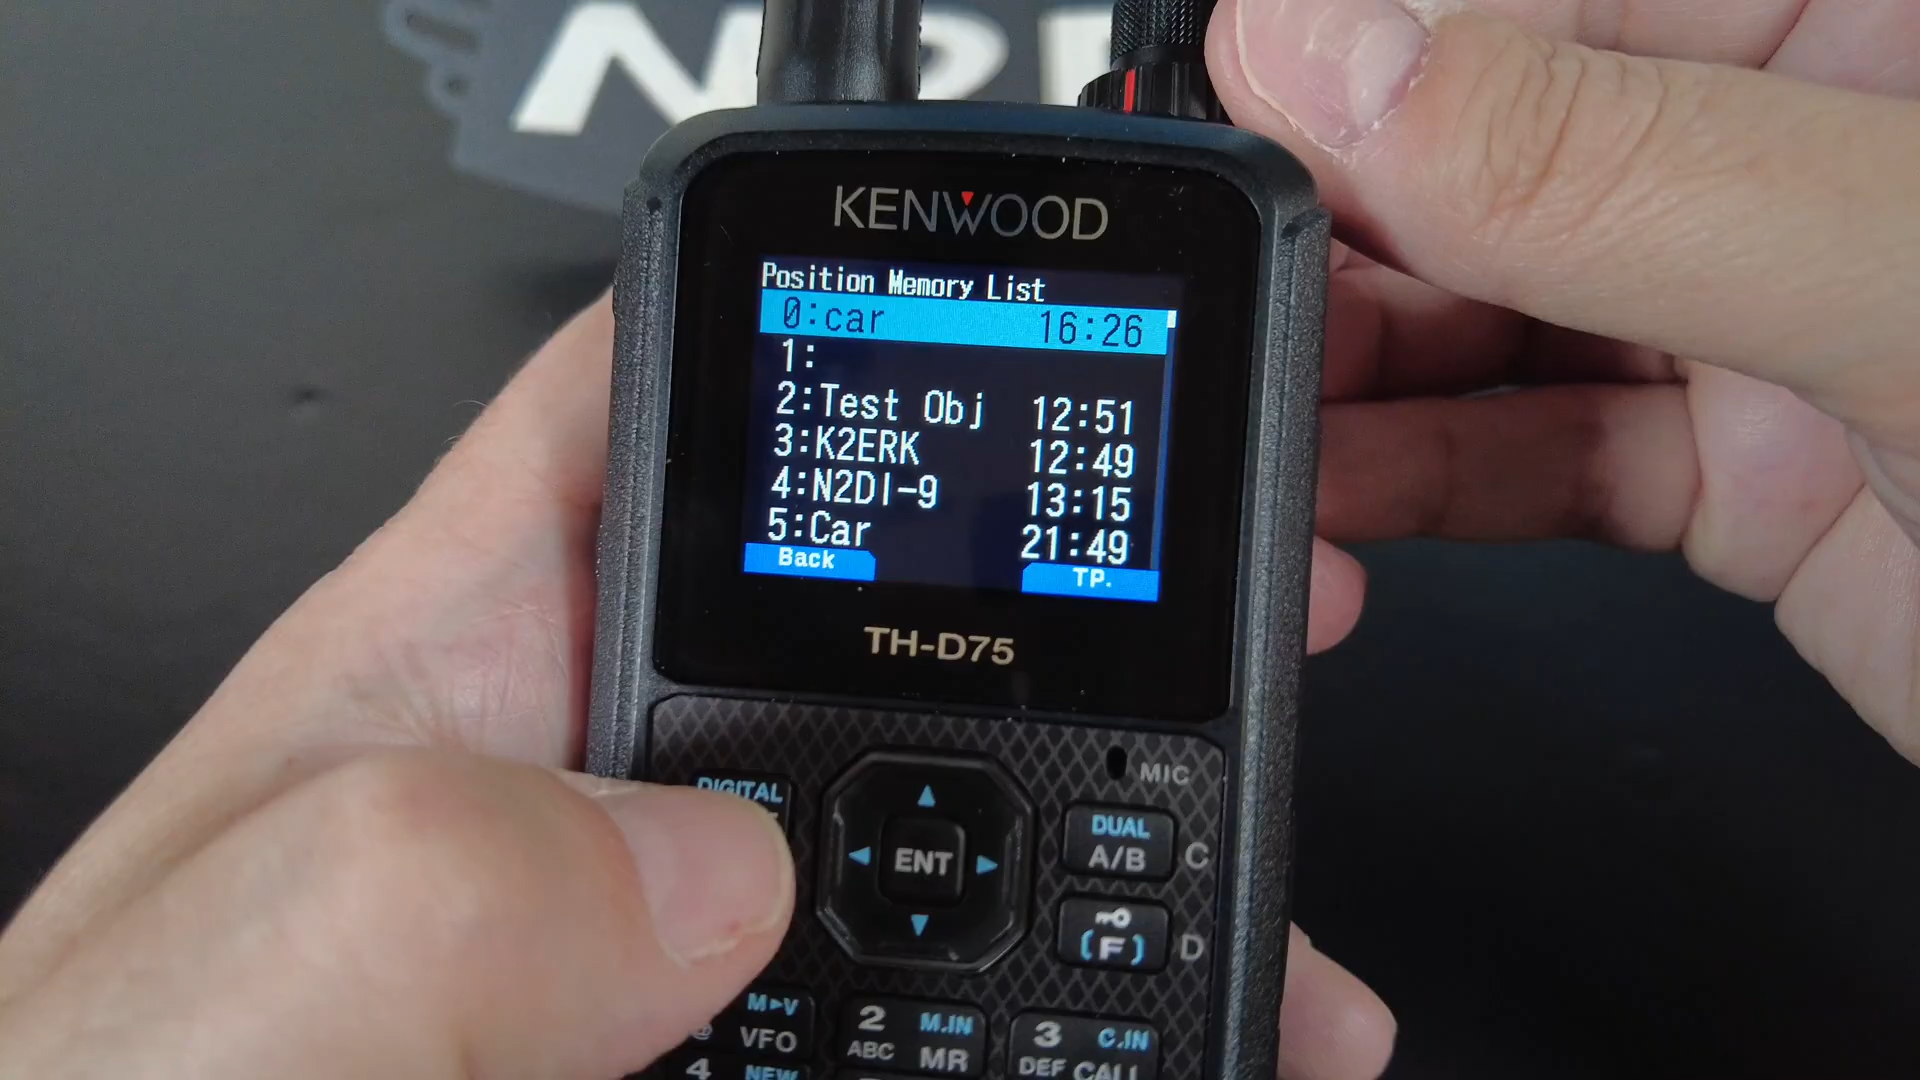 KENWOOD
Position Memory List
0:car 16:26
1:
2:Test Obj 12:51
3:K2ERK 12:49
4:N2DI-9 13:15
5:Car 21:49
Back TP.
TH-D75
MIC
DIGITAL
DUAL
A/B C
ENT
(F) D
M▶V
VFO
2 M.IN
ABC MR
3 C.IN
DEF CALL
4 NEW